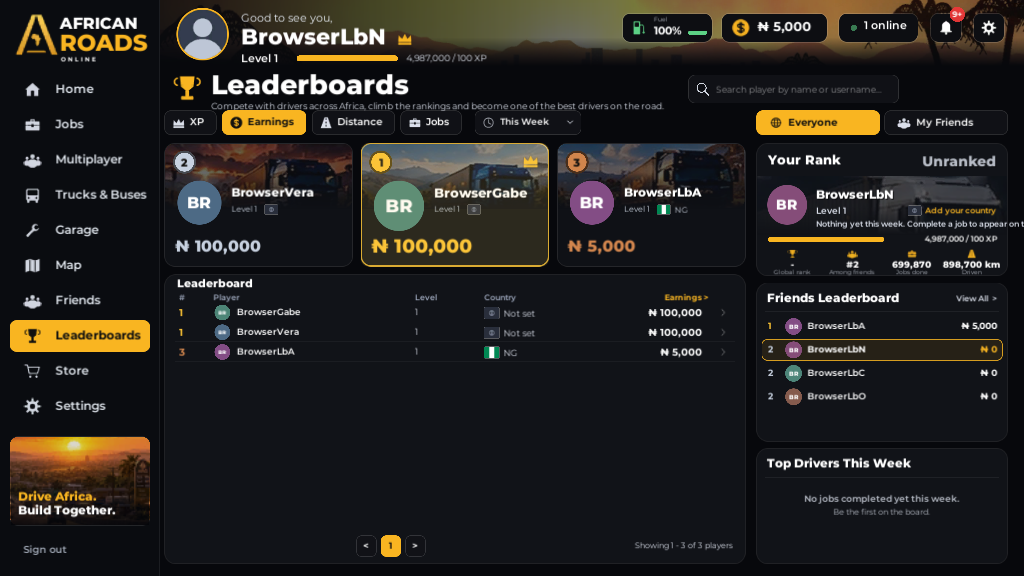 AFRICAN
ROADS
ONLINE
Home
Jobs
Multiplayer
Trucks & Buses
Garage
Map
Friends
Leaderboards
Store
Settings
Drive Africa.
Build Together.
Sign out
Good to see you,
BrowserLbN
Level 1
4,987,000 / 100 XP
Fuel
100%
₦ 5,000
1 online
9+
Leaderboards
Compete with drivers across Africa, climb the rankings and become one of the best drivers on the road.
Search player by name or username...
XP
Earnings
Distance
Jobs
This Week
Everyone
My Friends
2
BR
BrowserVera
Level 1
₦ 100,000
1
BR
BrowserGabe
Level 1
₦ 100,000
3
BR
BrowserLbA
Level 1 NG
₦ 5,000
Leaderboard
# Player Level Country Earnings >
1 BR BrowserGabe 1 Not set ₦ 100,000 >
1 BR BrowserVera 1 Not set ₦ 100,000 >
3 BR BrowserLbA 1 NG ₦ 5,000 >
< 1 >
Showing 1 - 3 of 3 players
Your Rank Unranked
BR
BrowserLbN
Level 1 Add your country
Nothing yet this week. Complete a job to appear on t
4,987,000 / 100 XP
- #2 699,870 898,700 km
Global rank Among friends Jobs done Driven
Friends Leaderboard View All >
1 BR BrowserLbA ₦ 5,000
2 BR BrowserLbN ₦ 0
2 BR BrowserLbC ₦ 0
2 BR BrowserLbO ₦ 0
Top Drivers This Week
No jobs completed yet this week.
Be the first on the board.